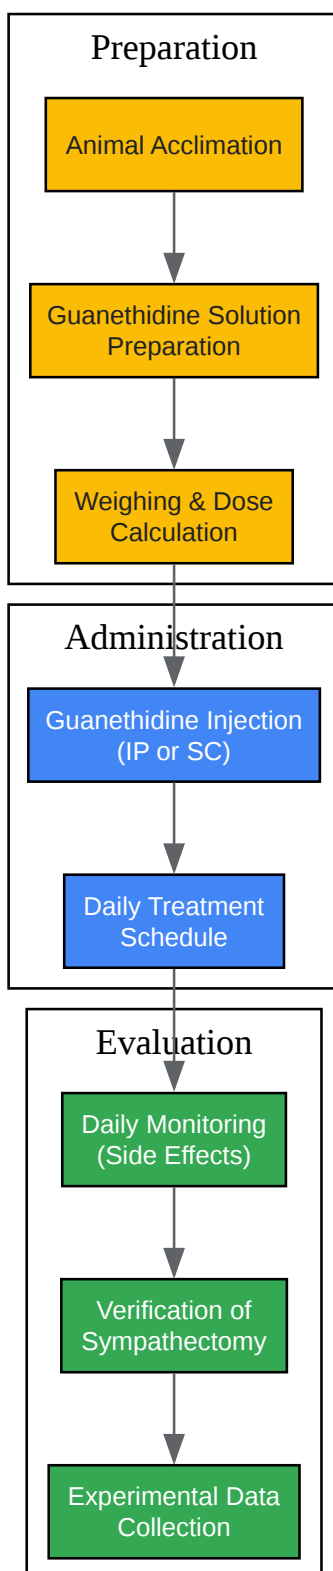 Preparation
Animal Acclimation
Guanethidine Solution
Preparation
Weighing & Dose
Calculation
Administration
Guanethidine Injection
(IP or SC)
Daily Treatment
Schedule
Evaluation
Daily Monitoring
(Side Effects)
Verification of
Sympathectomy
Experimental Data
Collection